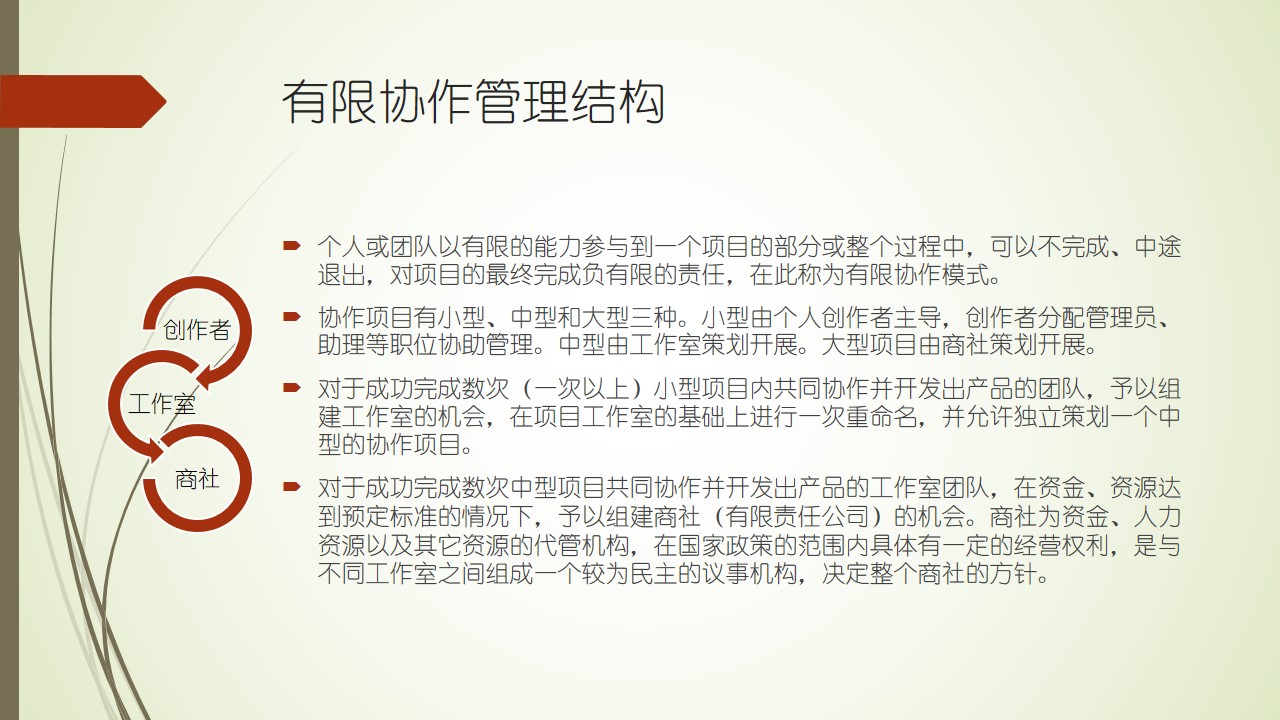 有限协作管理结构
创作者
工作室
商社
个人或团队以有限的能力参与到一个项目的部分或整个过程中，可以不完成、中途
退出，对项目的最终完成负有限的责任，在此称为有限协作模式。
协作项目有小型、中型和大型三种。小型由个人创作者主导，创作者分配管理员、
助理等职位协助管理。中型由工作室策划开展。大型项目由商社策划开展。
对于成功完成数次（一次以上）小型项目内共同协作并开发出产品的团队，予以组
建工作室的机会，在项目工作室的基础上进行一次重命名，并允许独立策划一个中
型的协作项目。
对于成功完成数次中型项目共同协作并开发出产品的工作室团队，在资金、资源达
到预定标准的情况下，予以组建商社（有限责任公司）的机会。商社为资金、人力
资源以及其它资源的代管机构，在国家政策的范围内具体有一定的经营权利，是与
不同工作室之间组成一个较为民主的议事机构，决定整个商社的方针。